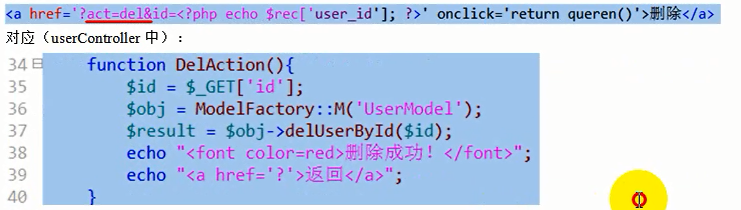 <a href='?act=del&id=<?php echo $rec['user_id']; ?>' onclick='return queren()'>删除</a>
对应（userController 中）：
34 function DelAction(){
35 $id = $_GET['id'];
36 $obj = ModelFactory::M('UserModel');
37 $result = $obj->delUserById($id);
38 echo "<font color=red>删除成功！</font>";
39 echo "<a href='?'>返回</a>";
40 }